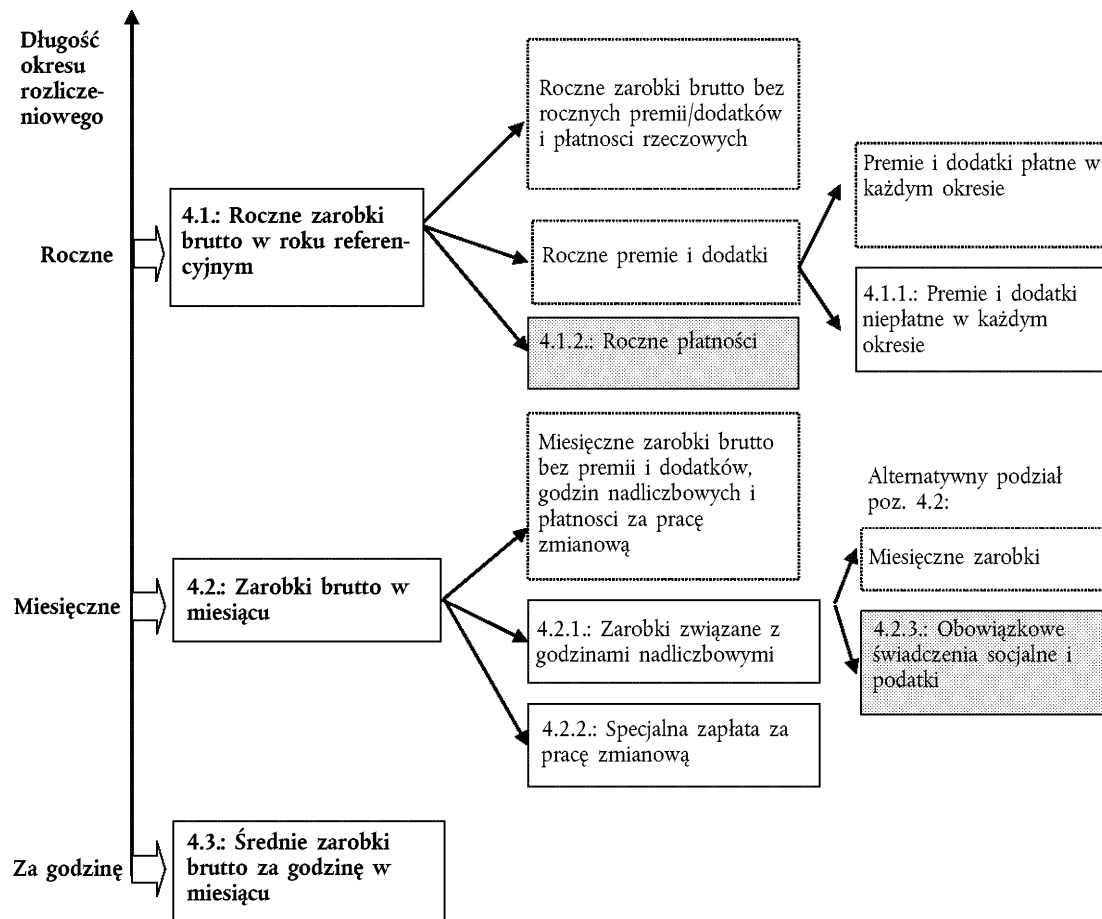 Długość
okresu
rozlicze-
niowego
Roczne
4.1.: Roczne zarobki
brutto w roku referen-
cyjnym
Roczne zarobki brutto bez
rocznych premii/dodatków
i płatnosci rzeczowych
Roczne premie i dodatki
4.1.2.: Roczne płatności
Premie i dodatki płatne w
każdym okresie
4.1.1.: Premie i dodatki
niepłatne w każdym
okresie
Miesięczne
4.2.: Zarobki brutto w
miesiącu
Miesięczne zarobki brutto
bez premii i dodatków,
godzin nadliczbowych i
płatnosci za pracę
zmianową
4.2.1.: Zarobki związane z
godzinami nadliczbowymi
4.2.2.: Specjalna zapłata za
pracę zmianową
Alternatywny podział
poz. 4.2:
Miesięczne zarobki
4.2.3.: Obowiązkowe
świadczenia socjalne i
podatki
Za godzinę
4.3.: Średnie zarobki
brutto za godzinę w
miesiącu